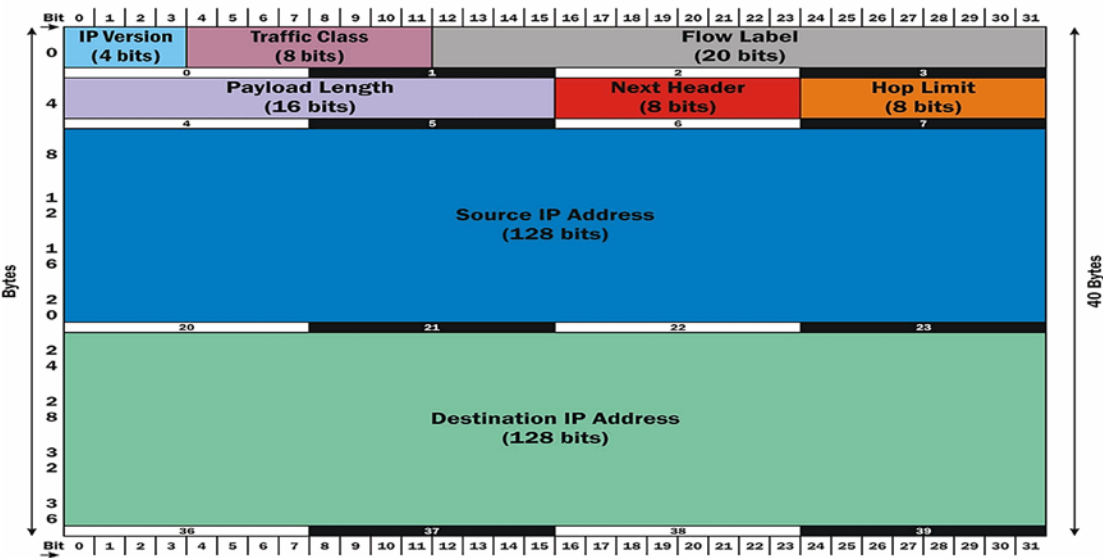 Bit 0 1 2 3 4 5 6 7 8 9 10 11 12 13 14 15 16 17 18 19 20 21 22 23 24 25 26 27 28 29 30 31
IP Version Traffic Class Flow Label
0 (4 bits) (8 bits) (20 bits)
0 1 2 3
Payload Length Next Header Hop Limit
4 (16 bits) (8 bits) (8 bits)
4 5 6 7
8
12
Source IP Address
(128 bits)
16
20
20 21 22 23
24
28
Destination IP Address
(128 bits)
32
36
36 37 38 39
Bit 0 1 2 3 4 5 6 7 8 9 10 11 12 13 14 15 16 17 18 19 20 21 22 23 24 25 26 27 28 29 30 31
Bytes
40 Bytes